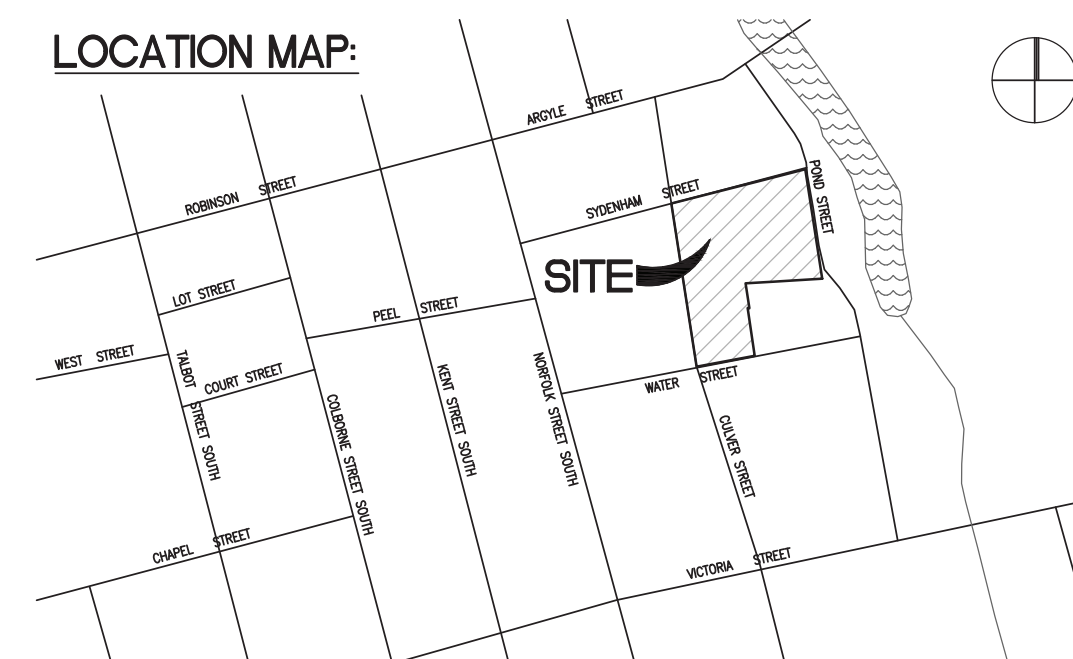 LOCATION MAP:
ARGYLE STREET
ROBINSON STREET
SYDENHAM STREET
POND STREET
SITE
LOT STREET
PEEL STREET
WEST STREET
TALBOT STREET SOUTH
COURT STREET
COLBORNE STREET SOUTH
KENT STREET SOUTH
NORFOLK STREET SOUTH
WATER STREET
CULVER STREET
CHAPEL STREET
VICTORIA STREET